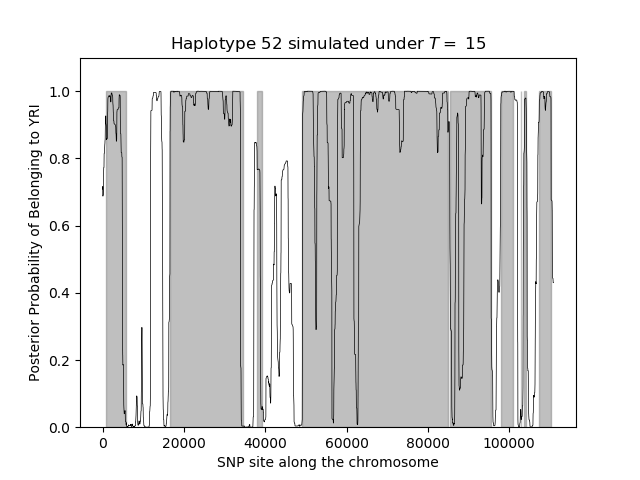 Haplotype 52 simulated under T = 15
Posterior Probability of Belonging to YRI
1.0
0.8
0.6
0.4
0.2
0.0
0 20000 40000 60000 80000 100000
SNP site along the chromosome